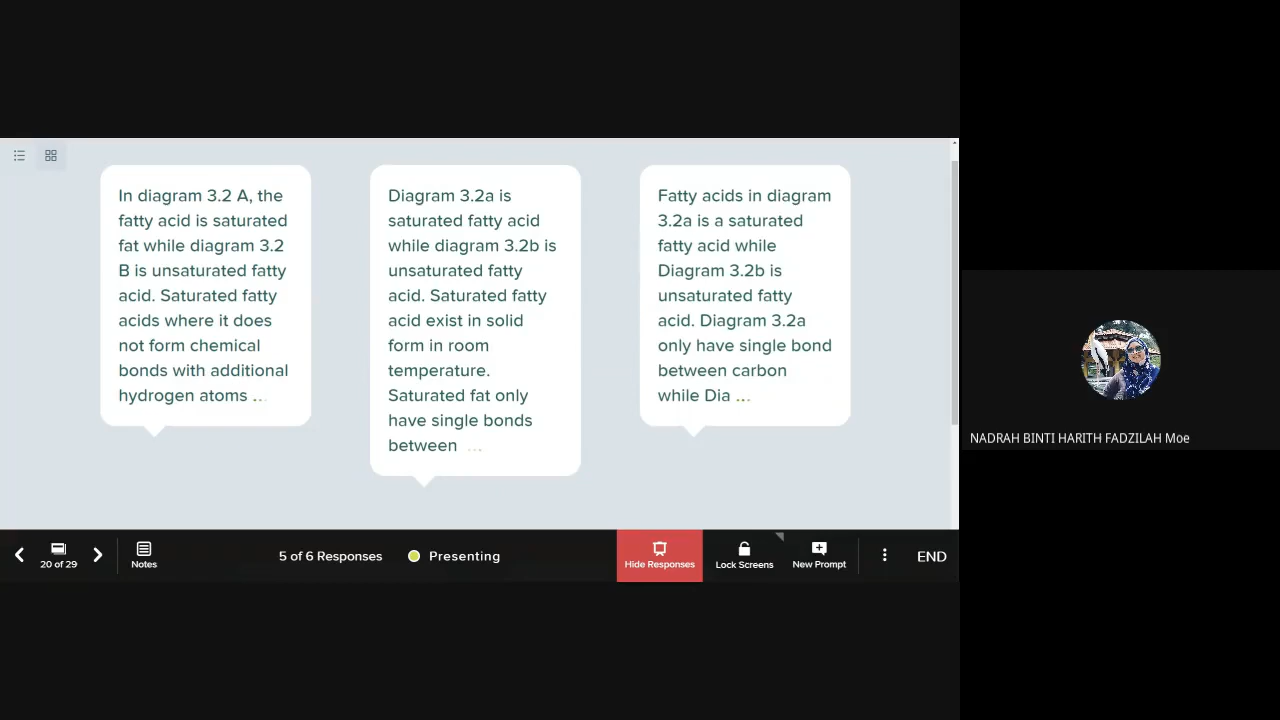 In diagram 3.2 A, the
fatty acid is saturated
fat while diagram 3.2
B is unsaturated fatty
acid. Saturated fatty
acids where it does
not form chemical
bonds with additional
hydrogen atoms ...
Diagram 3.2a is
saturated fatty acid
while diagram 3.2b is
unsaturated fatty
acid. Saturated fatty
acid exist in solid
form in room
temperature.
Saturated fat only
have single bonds
between ...
Fatty acids in diagram
3.2a is a saturated
fatty acid while
Diagram 3.2b is
unsaturated fatty
acid. Diagram 3.2a
only have single bond
between carbon
while Dia ...
NADRAH BINTI HARITH FADZILAH Moe
20 of 29
Notes
5 of 6 Responses
Presenting
Hide Responses
Lock Screens
New Prompt
END